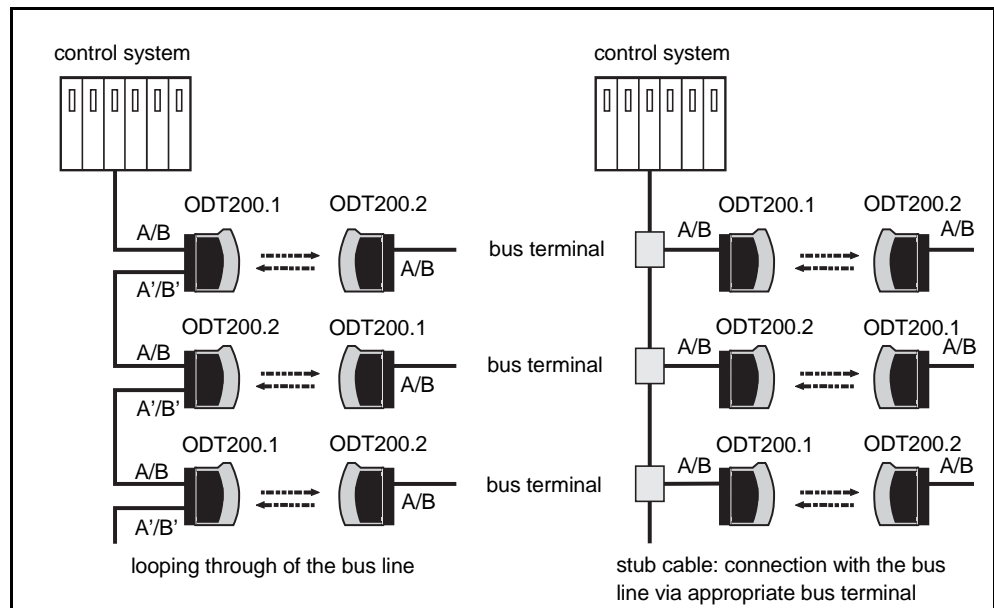 control system
control system
ODT200.1
ODT200.2
ODT200.1
ODT200.2
A/B
A/B
A/B
A/B
bus terminal
A'/B'
ODT200.2
ODT200.1
ODT200.2
ODT200.1
A/B
A/B
A/B
A/B
bus terminal
A'/B'
ODT200.1
ODT200.2
ODT200.1
ODT200.2
A/B
A/B
A/B
A/B
bus terminal
A'/B'
looping through of the bus line
stub cable: connection with the bus
line via appropriate bus terminal